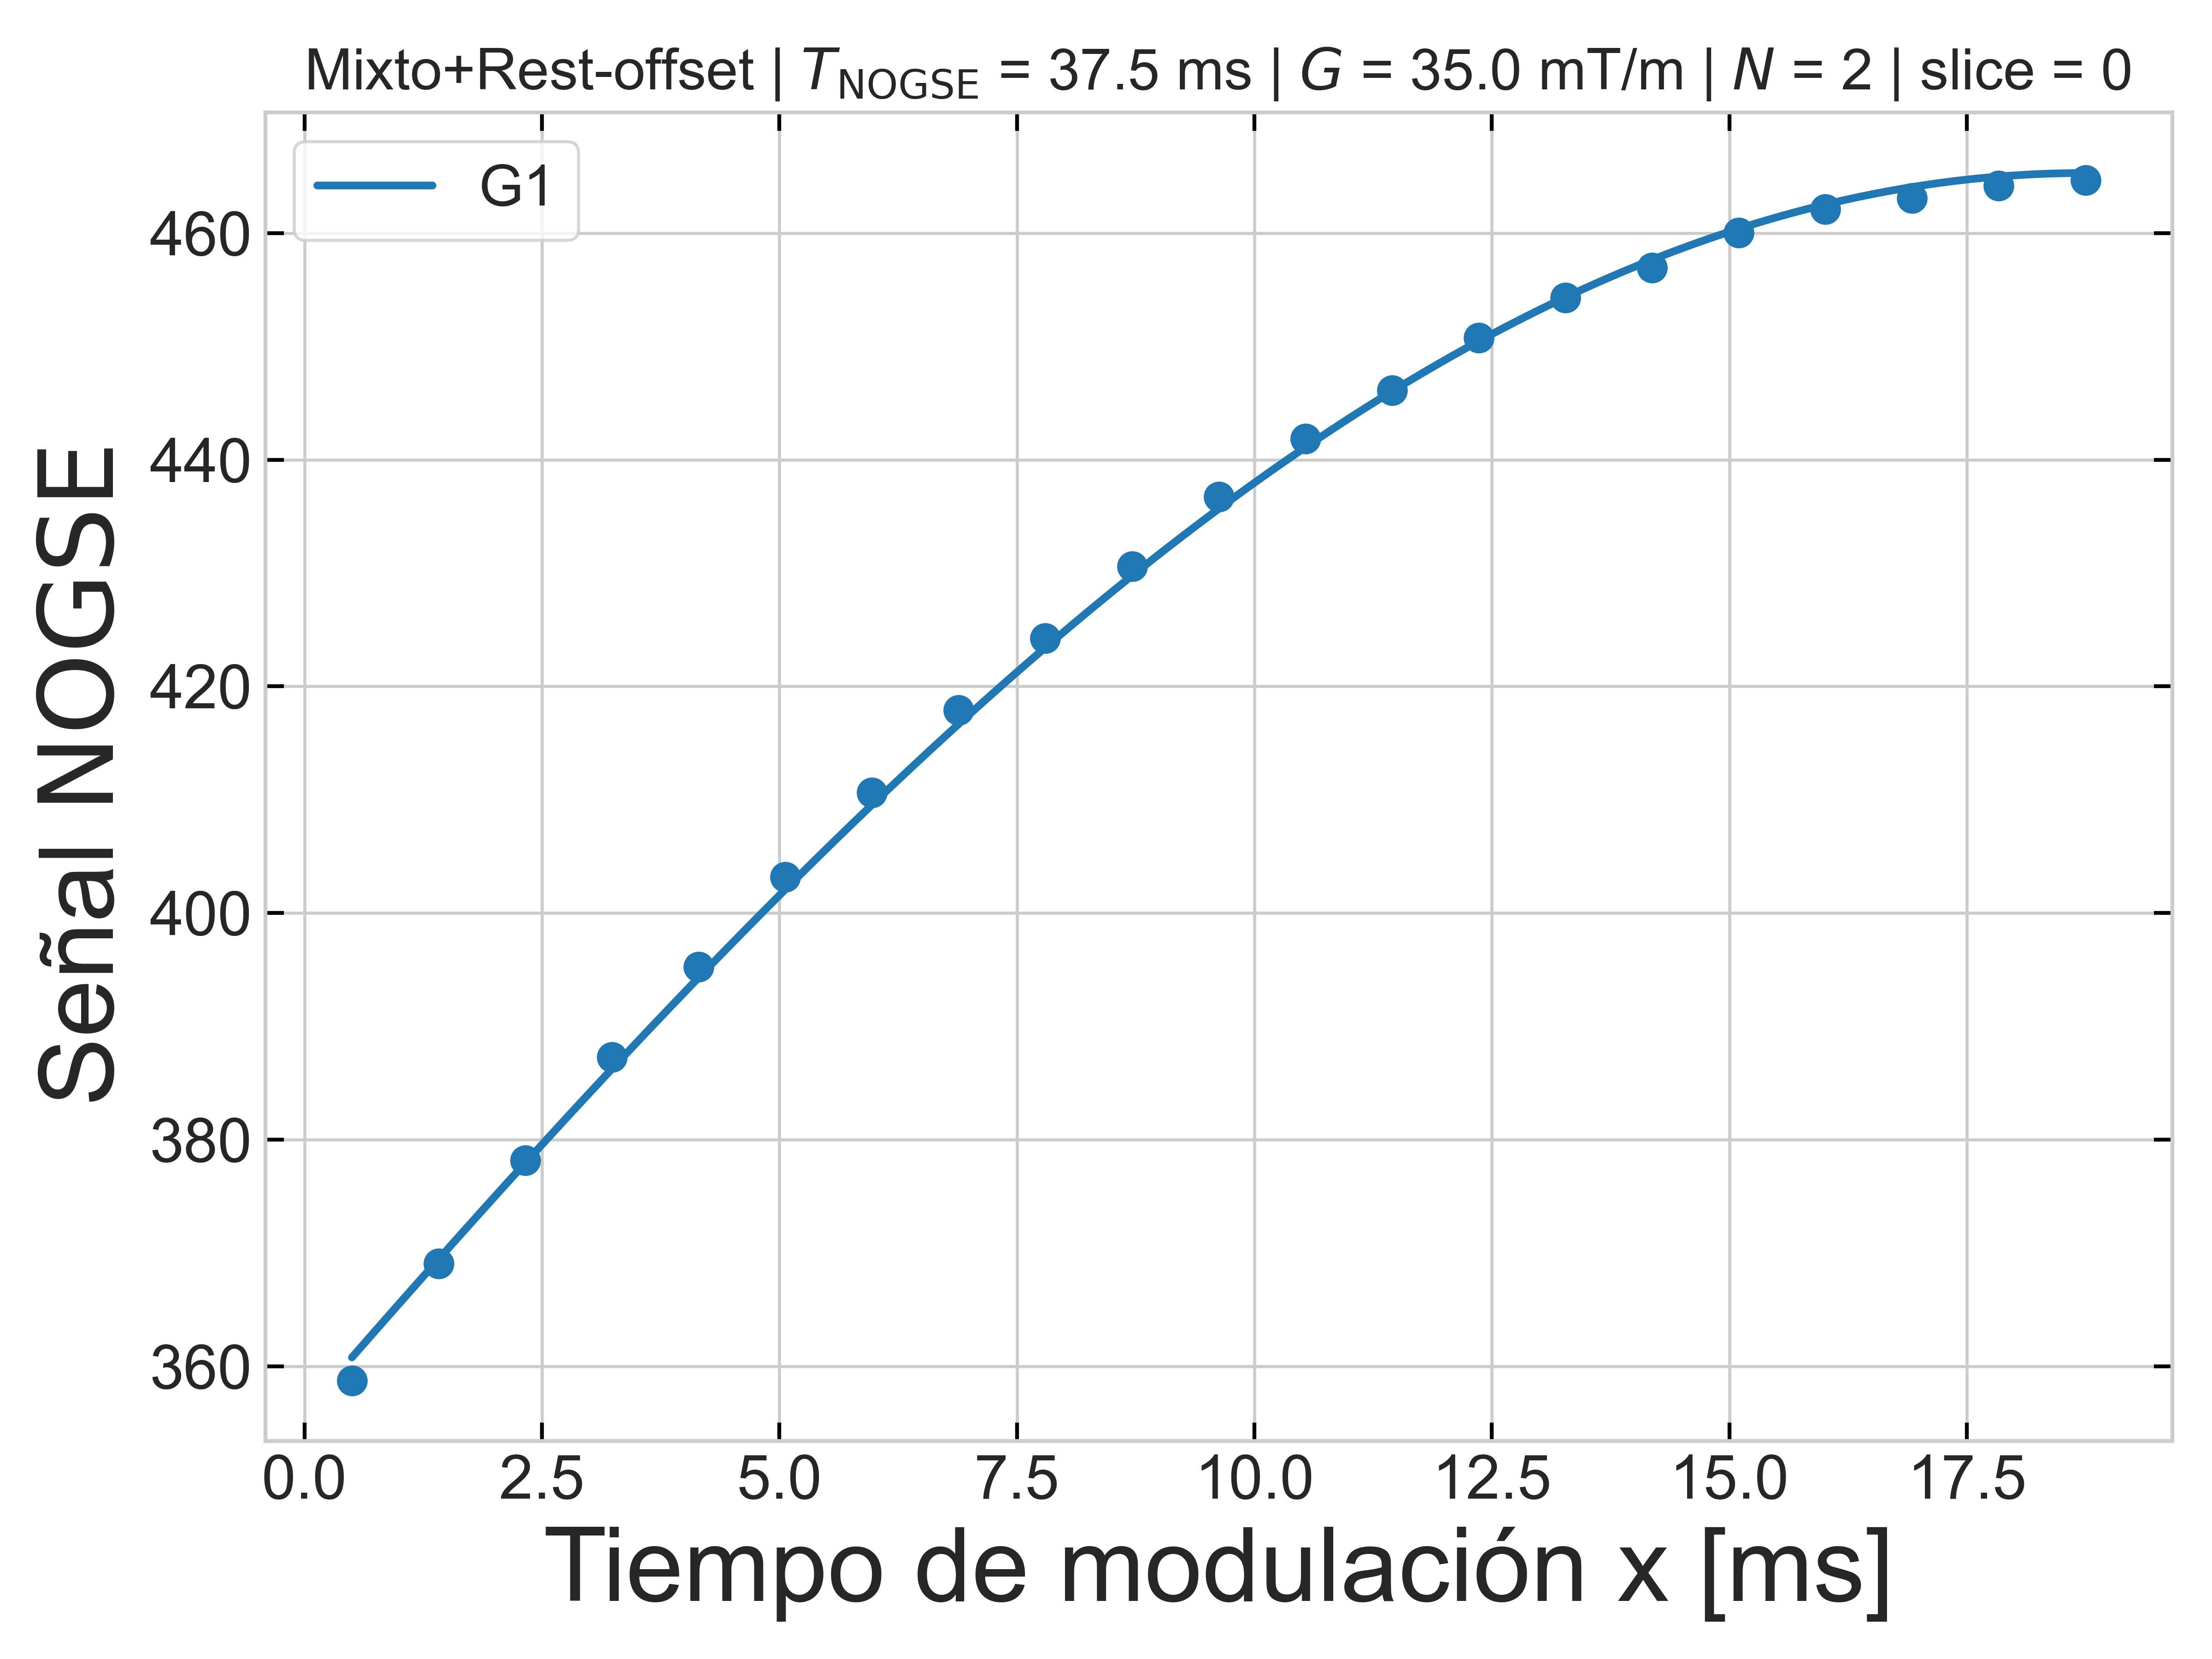 Mixto+Rest-offset | T_NOGSE = 37.5 ms | G = 35.0 mT/m | N = 2 | slice = 0
G1
Señal NOGSE
460
440
420
400
380
360
0.0 2.5 5.0 7.5 10.0 12.5 15.0 17.5
Tiempo de modulación x [ms]